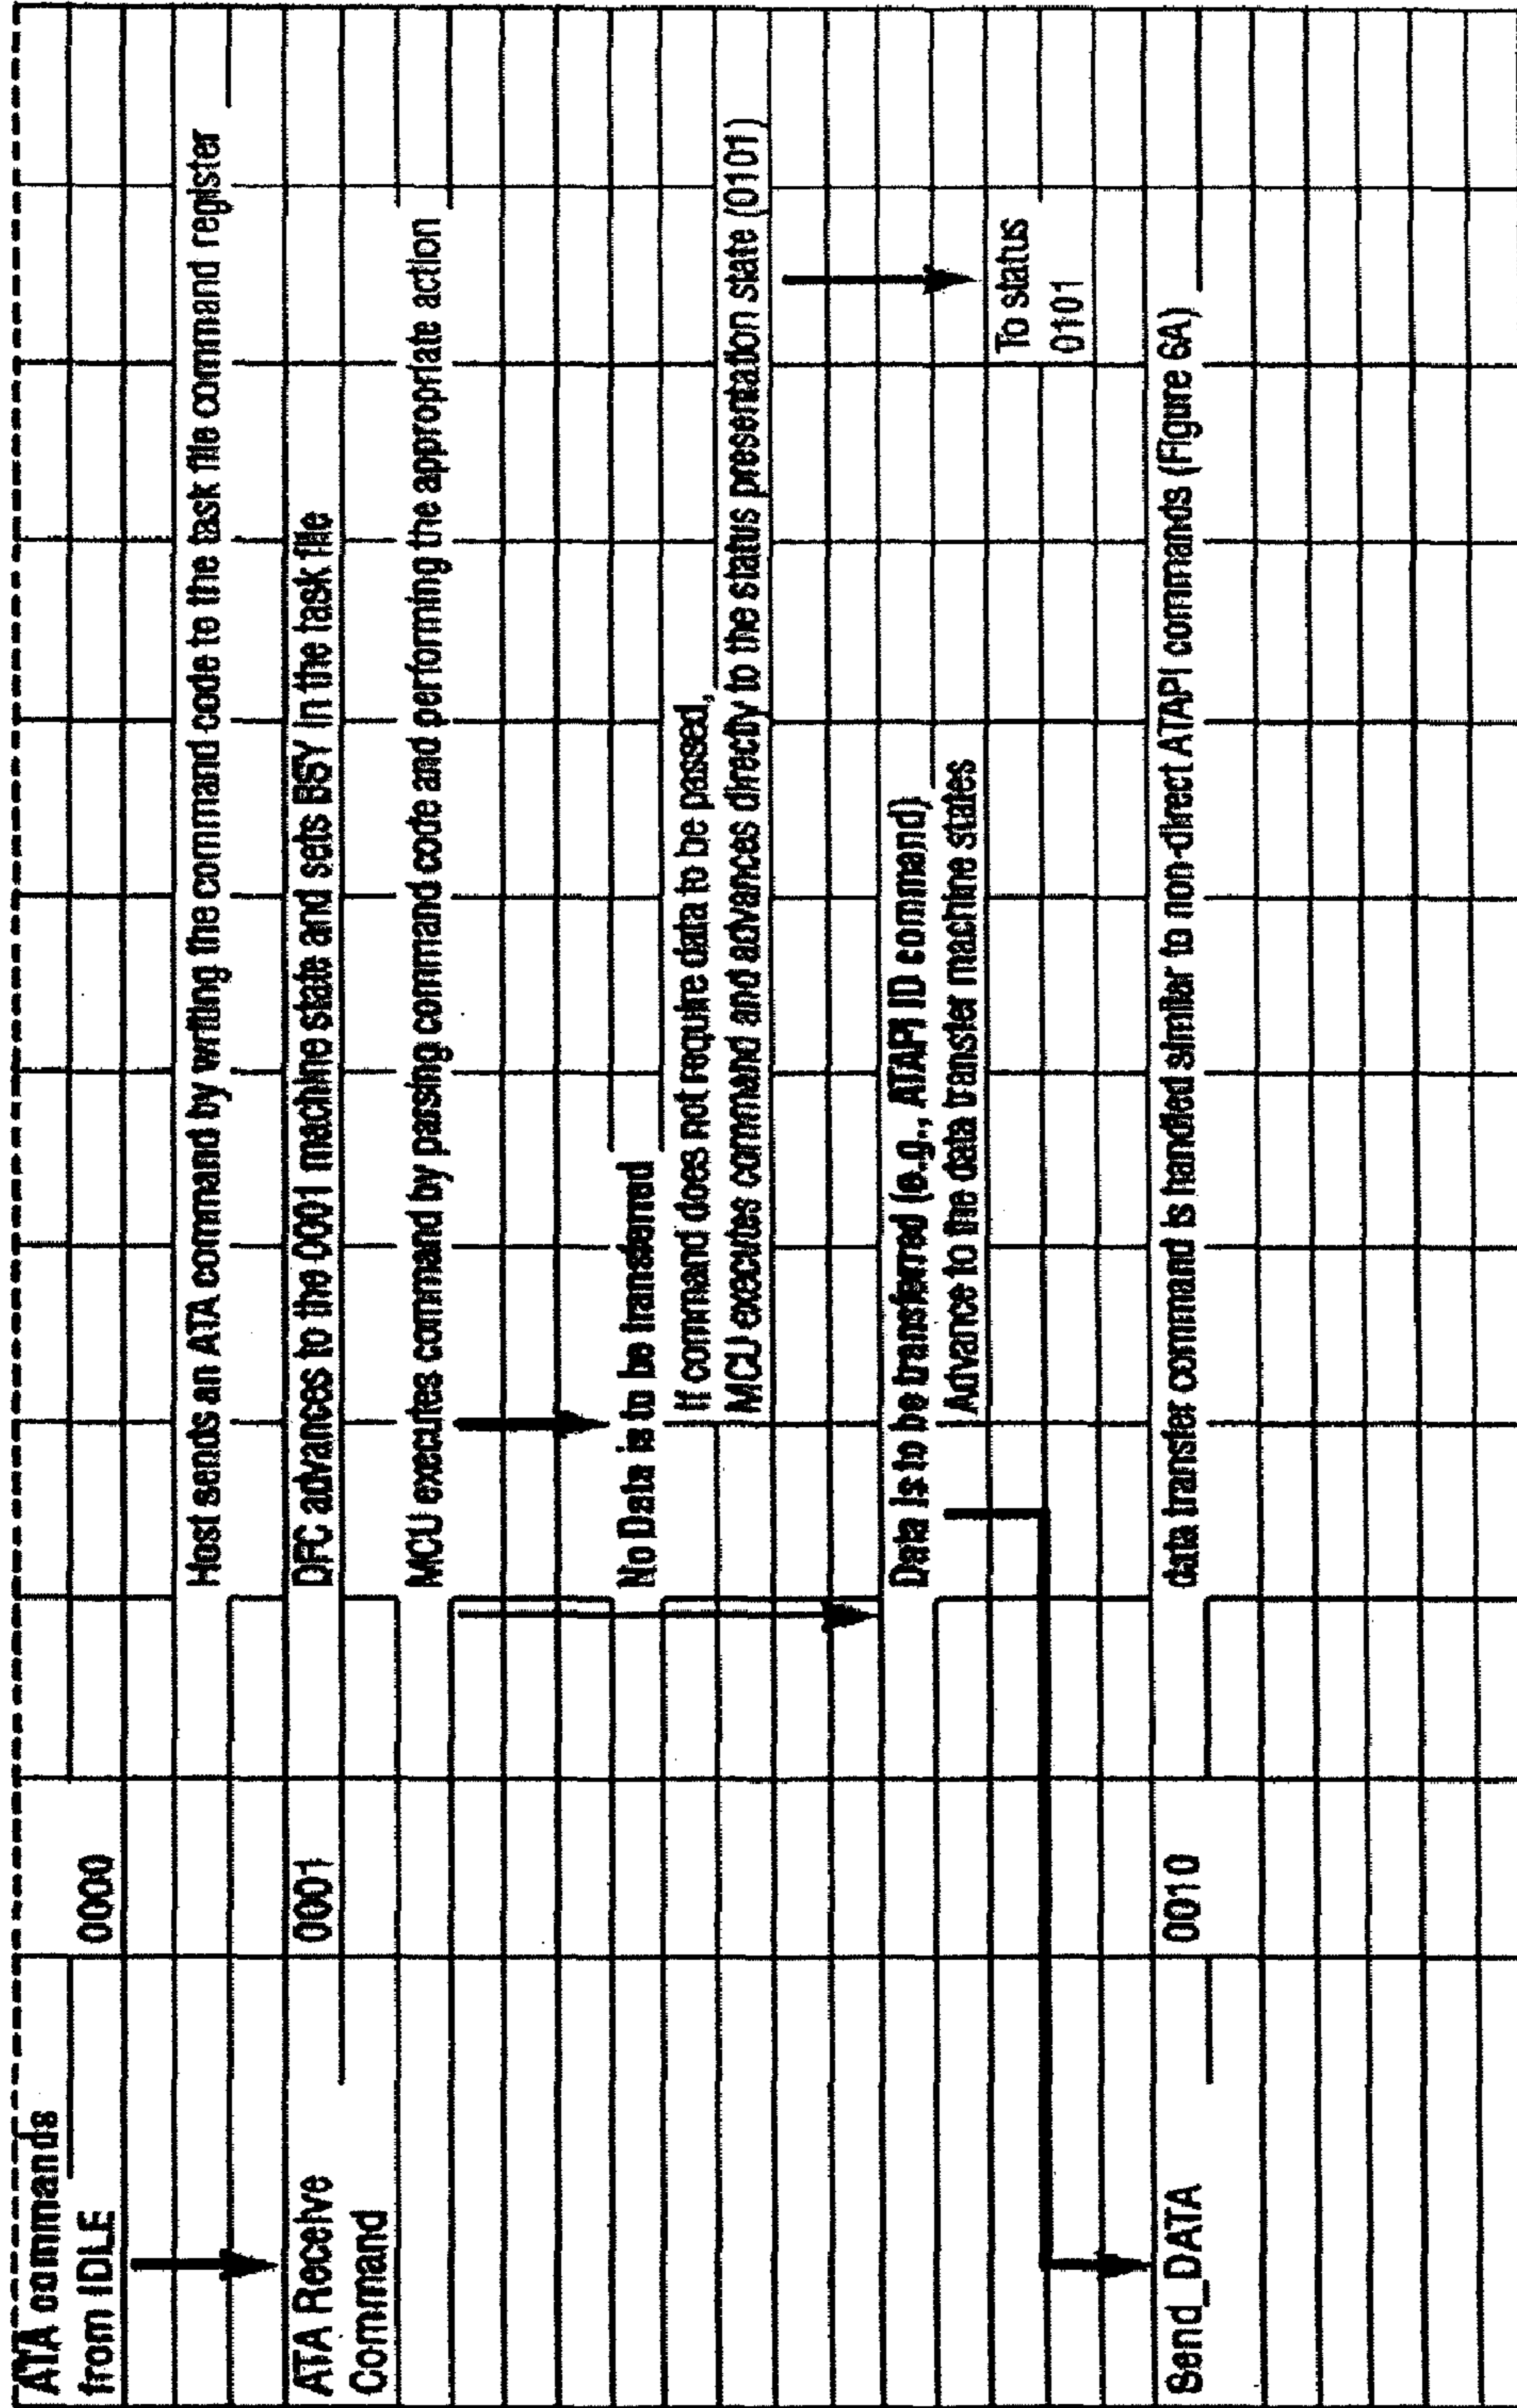 ATA commands
from IDLE 0000
Host sends an ATA command by writing the command code to the task file command register
ATA Receive 0001 DFC advances to the 0001 machine state and sets BSY in the task file
Command
MCU executes command by parsing command code and performing the appropriate action
No Data is to be transferred
If command does not require data to be passed,
MCU executes command and advances directly to the status presentation state (0101)
Data is to be transferred (e.g., ATAPI ID command)
Advance to the data transfer machine states
To status
0101
Send_DATA 0010 data transfer command is handled similar to non-direct ATAPI commands (Figure 6A)